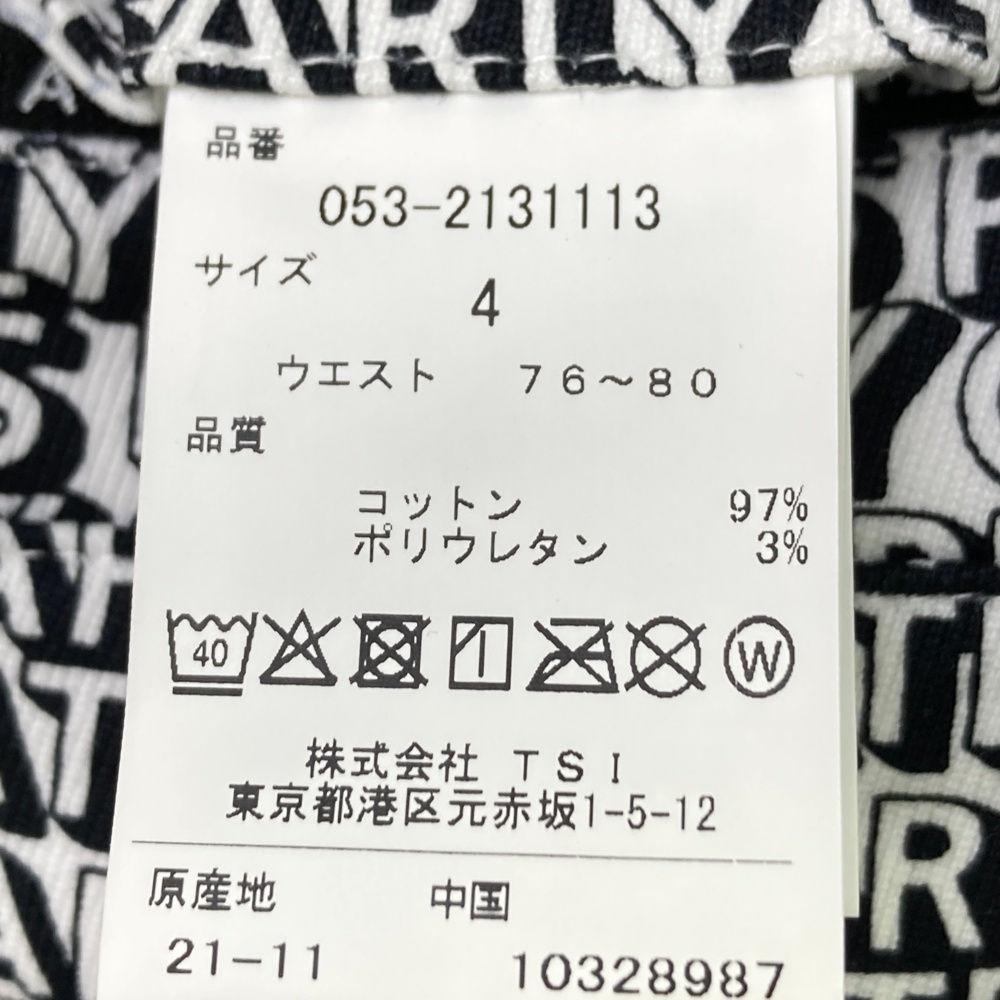 ARLY
品番
053-2131113
サイズ
4
ウエスト 76~80
品質
コットン 97%
ポリウレタン 3%
40 W
株式会社 TSI
東京都港区元赤坂1-5-12
原産地 中国
21-11 10328987